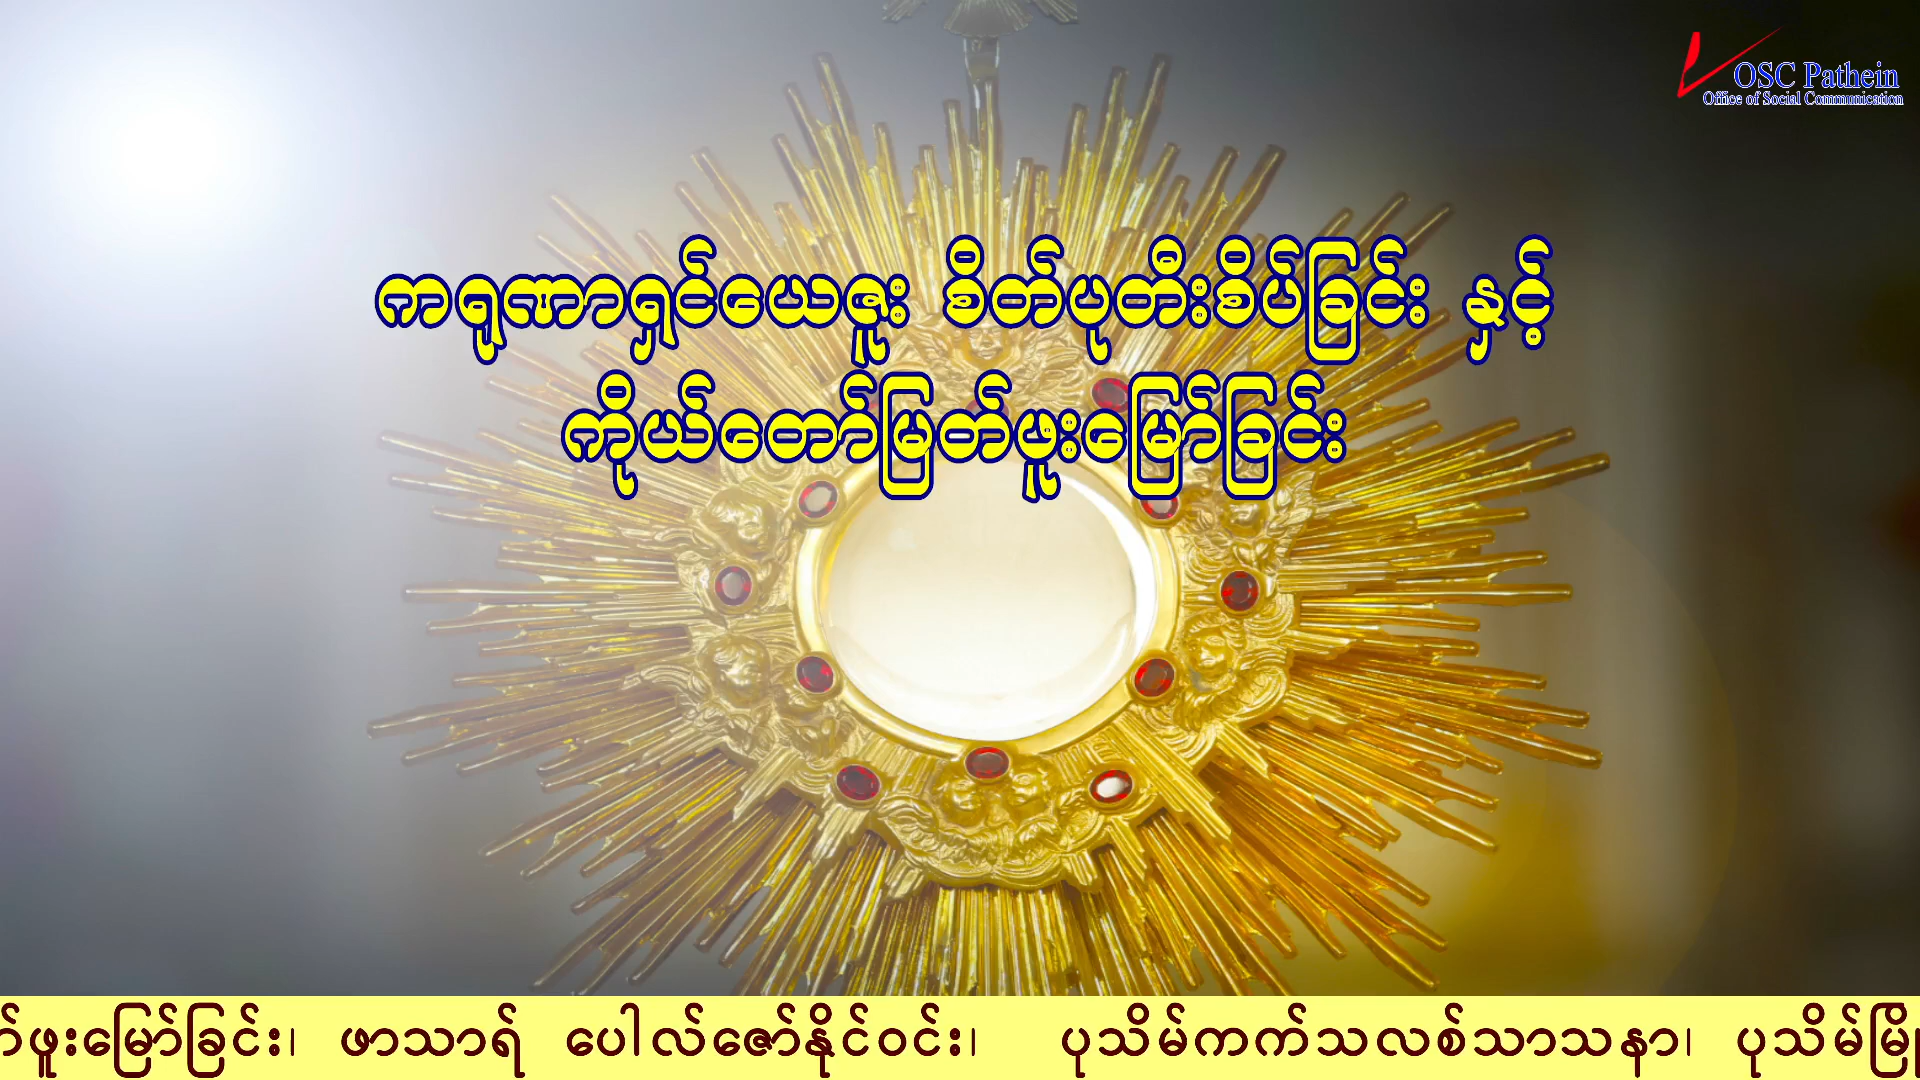 OSC Pathein
Office of Social Communication
ကရုဏာရှင်ယေဇူး စိတ်ပုတီးစိပ်ခြင်း နှင့်
ကိုယ်တော်မြတ်ဖူးမြော်ခြင်း
ဖူးမြော်ခြင်း၊ ဖာသာရ် ပေါလ်ဇော်နိုင်ဝင်း၊ ပုသိမ်ကက်သလစ်သာသနာ၊ ပုသိမ်မြို